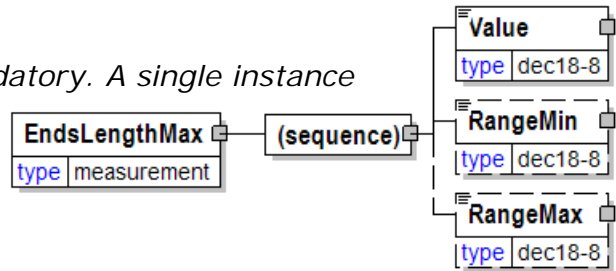 Value
type dec18-8
datory. A single instance
EndsLengthMax
type measurement
(sequence)
RangeMin
type dec18-8
RangeMax
type dec18-8